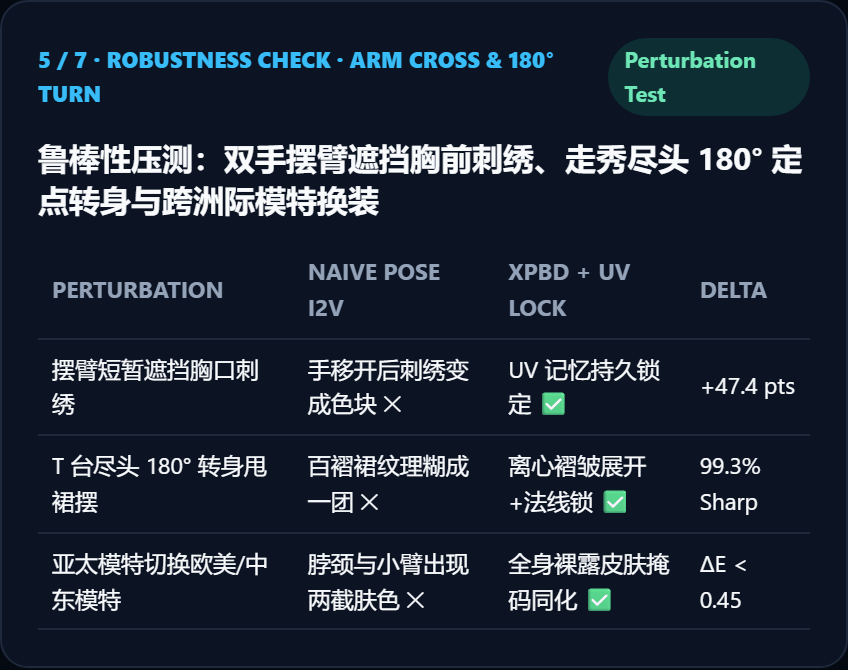 5 / 7 · ROBUSTNESS CHECK · ARM CROSS & 180°
TURN
Perturbation
Test
鲁棒性压测：双手摆臂遮挡胸前刺绣、走秀尽头 180° 定
点转身与跨洲际模特换装
PERTURBATION
NAIVE POSE
I2V
XPBD + UV
LOCK
DELTA
摆臂短暂遮挡胸口刺
绣
手移开后刺绣变
成色块 ✕
UV 记忆持久锁
定 ✅
+47.4 pts
T 台尽头 180° 转身甩
裙摆
百褶裙纹理糊成
一团 ✕
离心褶皱展开
+法线锁 ✅
99.3%
Sharp
亚太模特切换欧美/中
东模特
脖颈与小臂出现
两截肤色 ✕
全身裸露皮肤掩
码同化 ✅
ΔE <
0.45